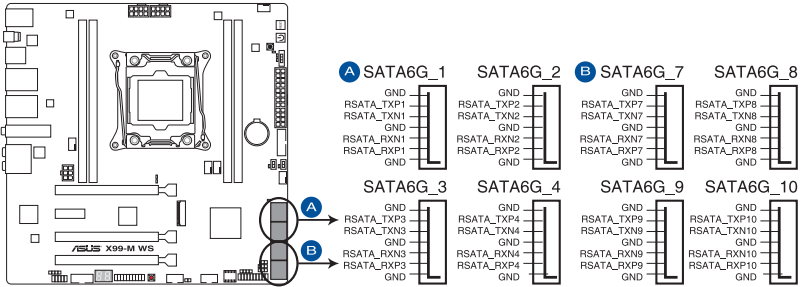 A SATA6G_1
GND
RSATA_TXP1
RSATA_TXN1
GND
RSATA_RXN1
RSATA_RXP1
GND
SATA6G_2
GND
RSATA_TXP2
RSATA_TXN2
GND
RSATA_RXN2
RSATA_RXP2
GND
B SATA6G_7
GND
RSATA_TXP7
RSATA_TXN7
GND
RSATA_RXN7
RSATA_RXP7
GND
SATA6G_8
GND
RSATA_TXP8
RSATA_TXN8
GND
RSATA_RXN8
RSATA_RXP8
GND
SATA6G_3
GND
RSATA_TXP3
RSATA_TXN3
GND
RSATA_RXN3
RSATA_RXP3
GND
SATA6G_4
GND
RSATA_TXP4
RSATA_TXN4
GND
RSATA_RXN4
RSATA_RXP4
GND
SATA6G_9
GND
RSATA_TXP9
RSATA_TXN9
GND
RSATA_RXN9
RSATA_RXP9
GND
SATA6G_10
GND
RSATA_TXP10
RSATA_TXN10
GND
RSATA_RXN10
RSATA_RXP10
GND
A
B
ASUS X99-M WS